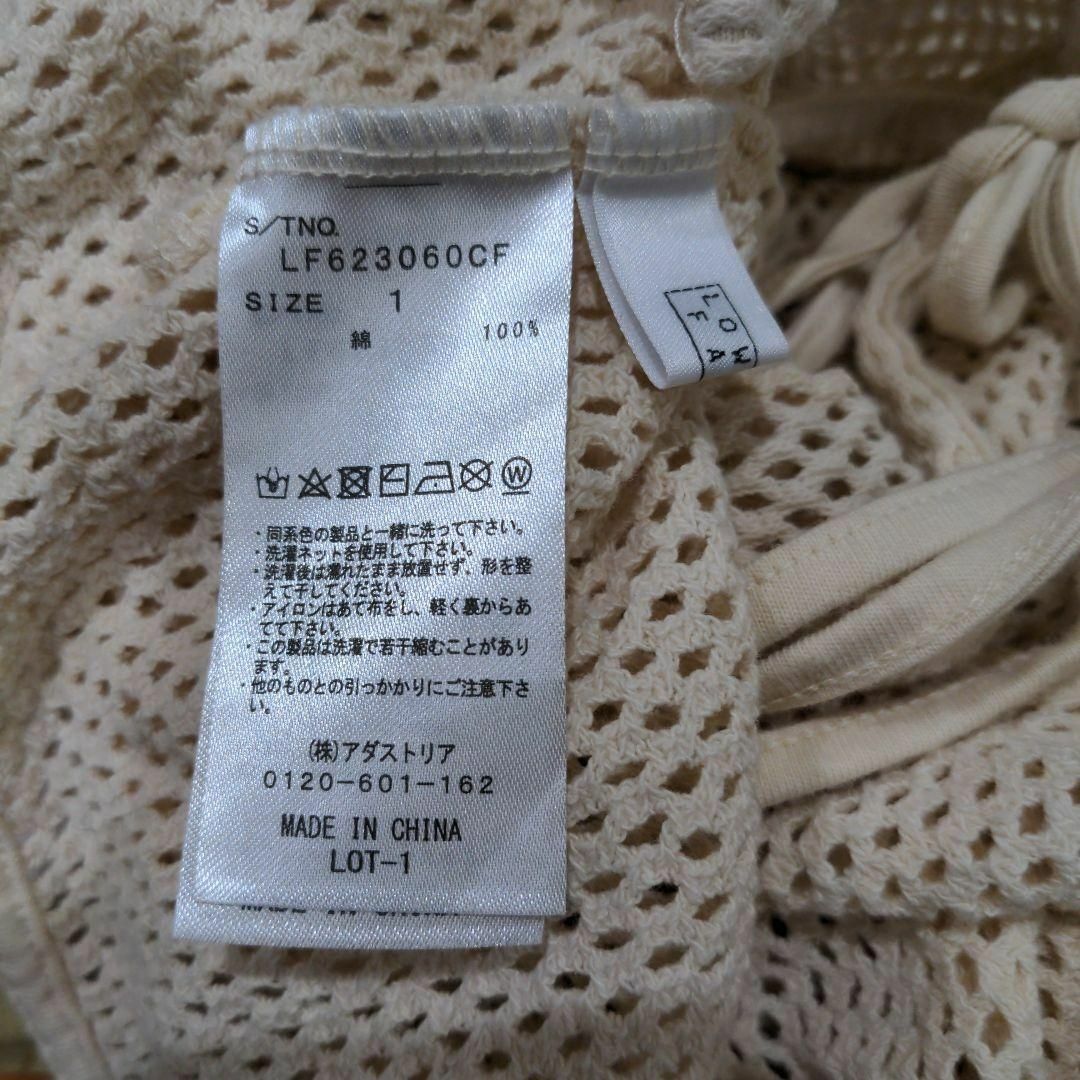 S/TNO.
LF623060CF
SIZE 1
綿 100%
W
・同系色の製品と一緒に洗って下さい。
・洗濯ネットを使用して下さい。
・洗濯後は濡れたまま放置せず、形を整
えて干してください。
・アイロンはあて布をし、軽く裏からあ
てて下さい。
・この製品は洗濯で若干縮むことがあり
ます。
・他のものとの引っかかりにご注意下さ
い。
(株)アダストリア
0120-601-162
MADE IN CHINA
LOT-1
MADE IN CHINA
L O W
F A